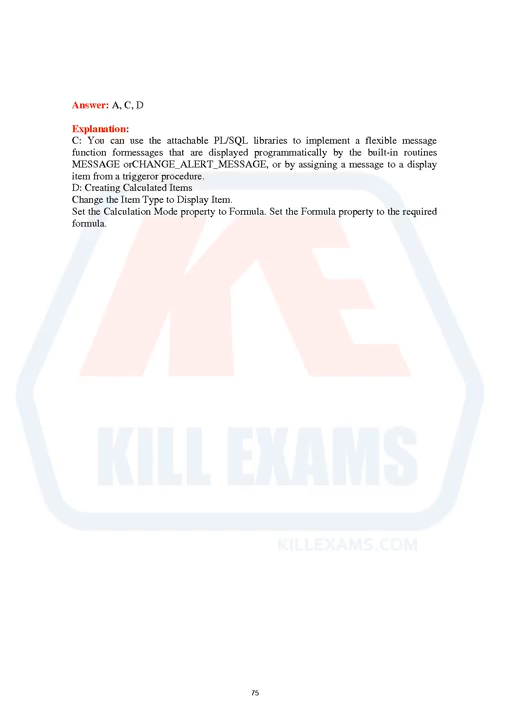 Answer: A, C, D
Explanation:
C: You can use the attachable PL/SQL libraries to implement a flexible message
function formessages that are displayed programmatically by the built-in routines
MESSAGE orCHANGE_ALERT_MESSAGE, or by assigning a message to a display
item from a triggeror procedure.
D: Creating Calculated Items
Change the Item Type to Display Item.
Set the Calculation Mode property to Formula. Set the Formula property to the required
formula.
KE
KILL EXAMS
KILLEXAMS.COM
75